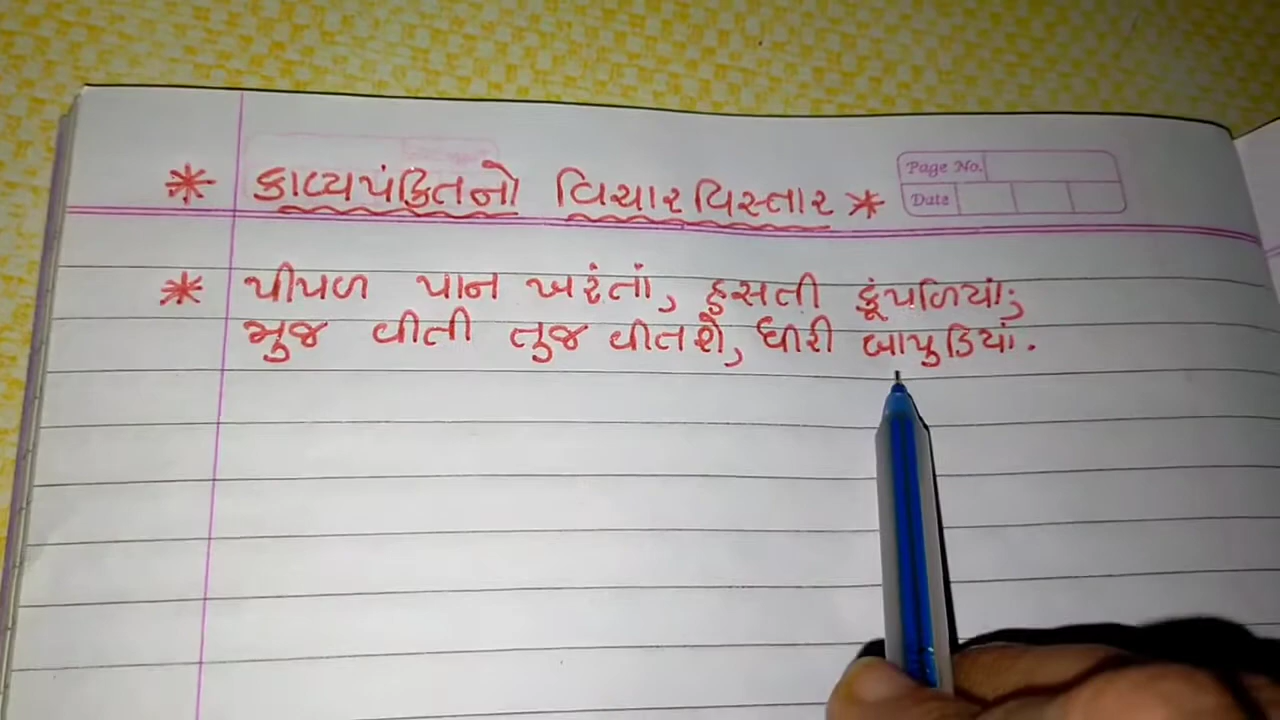 * કાવ્યપંક્તિનો વિચારવિસ્તાર *
Page No.
Date
* પીપળ પાન ખરંતાં, હસતી કૂંપળિયાં;
મુજ વીતી તુજ વીતશે, ધીરી બાપુડિયાં.